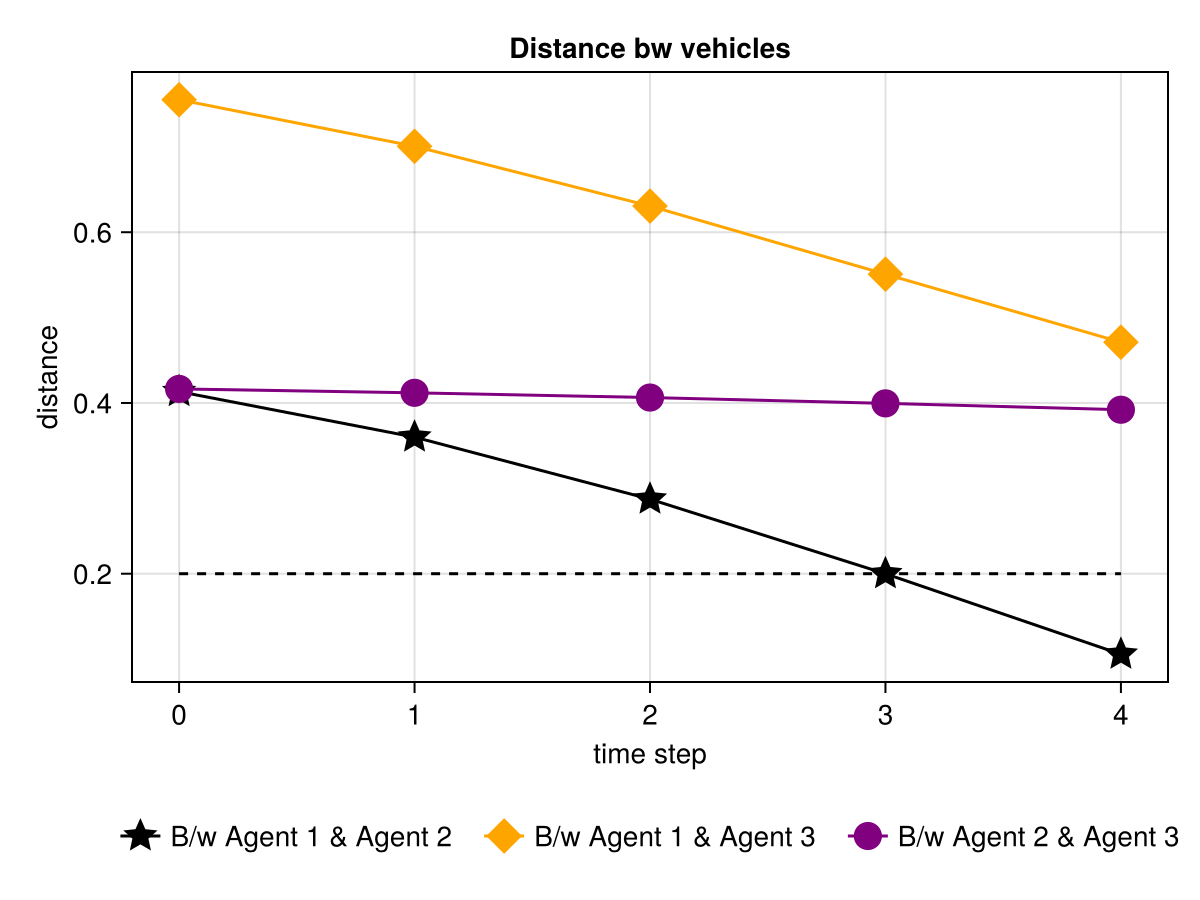 Distance bw vehicles
distance
0.6
0.4
0.2
0 1 2 3 4
time step
B/w Agent 1 & Agent 2 B/w Agent 1 & Agent 3 B/w Agent 2 & Agent 3